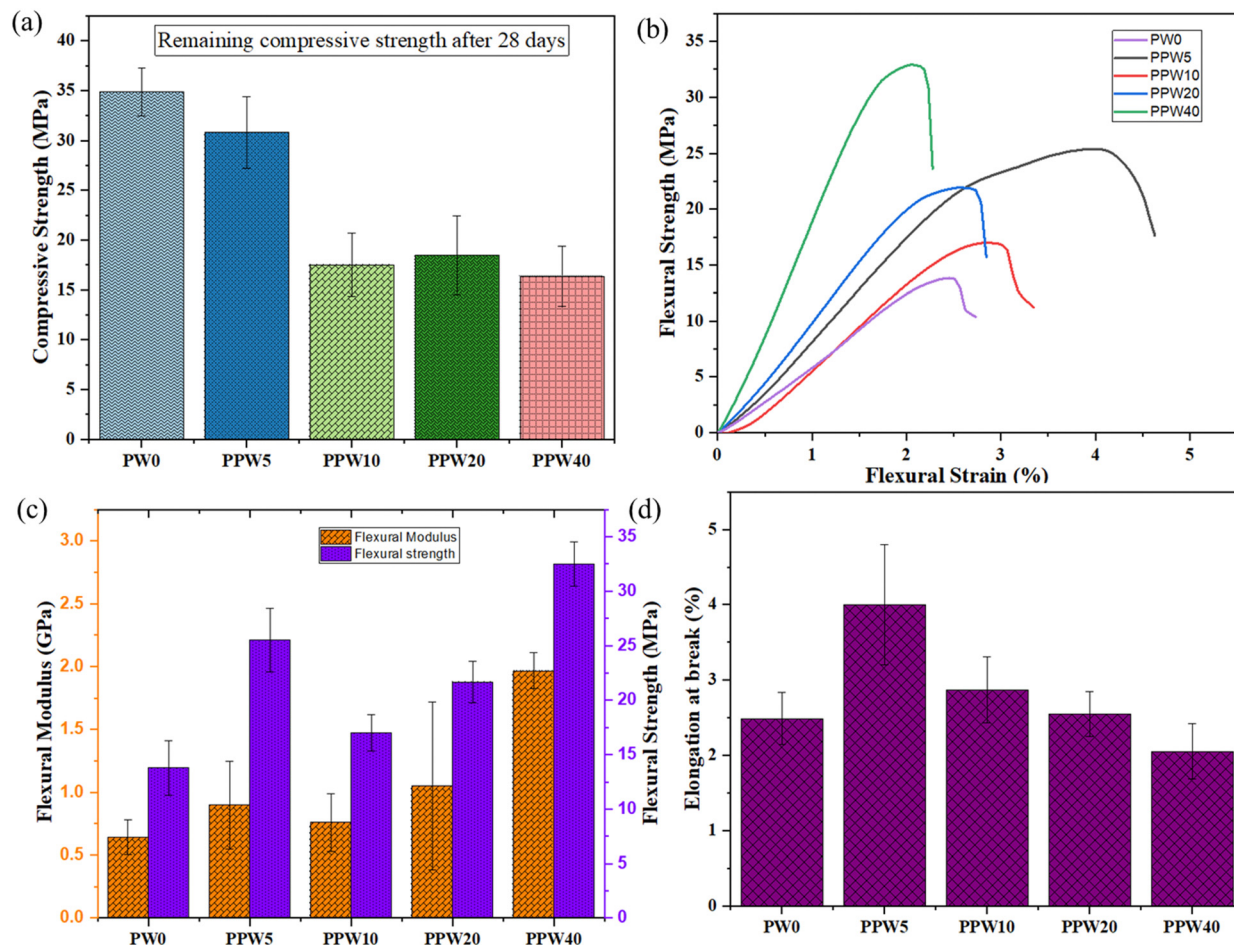 (a)
Remaining compressive strength after 28 days
Compressive Strength (MPa)
40
35
30
25
20
15
10
5
0
PW0 PPW5 PPW10 PPW20 PPW40
(b)
PW0
PPW5
PPW10
PPW20
PPW40
Flexural Strength (MPa)
35
30
25
20
15
10
5
0
0 1 2 3 4 5
Flexural Strain (%)
(c)
Flexural Modulus
Flexural strength
Flexural Modulus (GPa)
3.0
2.5
2.0
1.5
1.0
0.5
0.0
Flexural Strength (MPa)
35
30
25
20
15
10
5
0
PW0 PPW5 PPW10 PPW20 PPW40
(d)
Elongation at break (%)
5
4
3
2
1
0
PW0 PPW5 PPW10 PPW20 PPW40